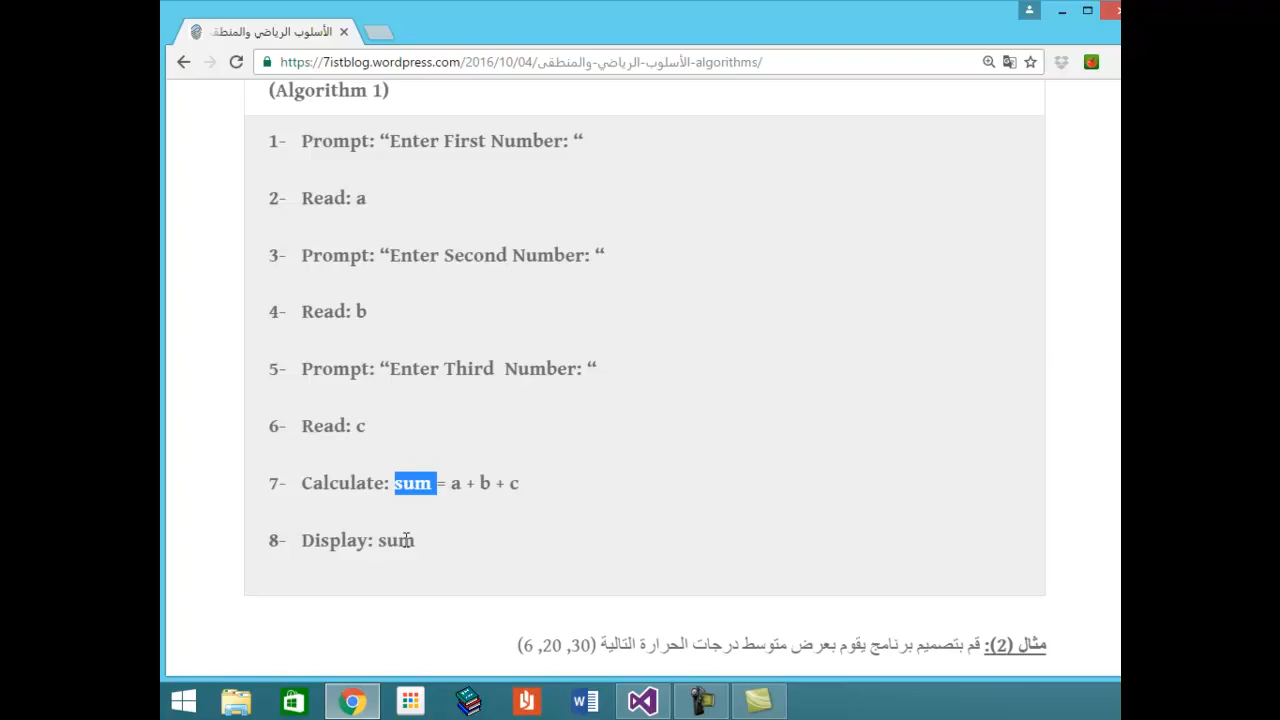 الأسلوب الرياضي والمنطق
https://7istblog.wordpress.com/2016/10/04/الأسلوب-الرياضي-والمنطقي-algorithms/
(Algorithm 1)
1- Prompt: “Enter First Number: “
2- Read: a
3- Prompt: “Enter Second Number: “
4- Read: b
5- Prompt: “Enter Third  Number: “
6- Read: c
7- Calculate: sum = a + b + c
8- Display: sum
مثال (2): قم بتصميم برنامج يقوم بعرض متوسط درجات الحرارة التالية (30, 20, 6)